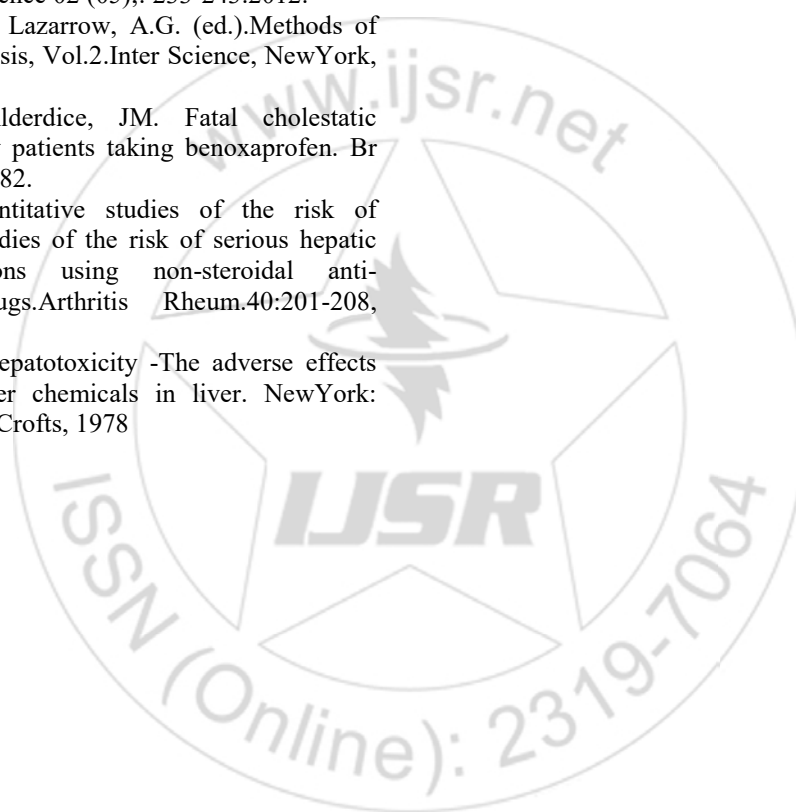 02 (05),: 235-243.2012.
Lazarrow, A.G. (ed.).Methods of
sis, Vol.2.Inter Science, NewYork,
lderdice, JM. Fatal cholestatic
patients taking benoxaprofen. Br
82.
ntitative studies of the risk of
dies of the risk of serious hepatic
ons using non-steroidal anti-
ugs.Arthritis Rheum.40:201-208,
epatotoxicity -The adverse effects
er chemicals in liver. NewYork:
Crofts, 1978
www.ijsr.net
IJSR
ISSN (Online): 2319-7064